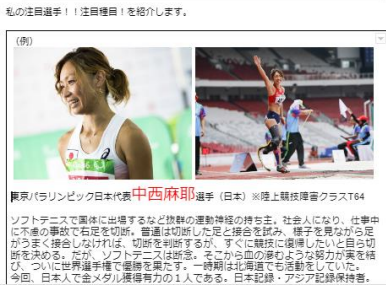 私の注目選手！！注目種目！を紹介します。
（例）
東京パラリンピック日本代表中西麻耶選手（日本）※陸上競技障害クラスT64
ソフトテニスで国体に出場するなど抜群の運動神経の持ち主。社会人になり、仕事中
に不慮の事故で右足を切断。普通は切断した足と接合を試み、様子を見ながら足
がうまく接合しなければ、切断を判断するが、すぐに競技に復帰したいと自ら切
断を決める。だが、ソフトテニスは断念。そこから血の滲むような努力が実を結
び、ついに世界選手権で優勝を果たす。一時期は北海道でも活動をしていた。
今回、日本人で金メダル獲得有力の１人である。日本記録・アジア記録保持者。